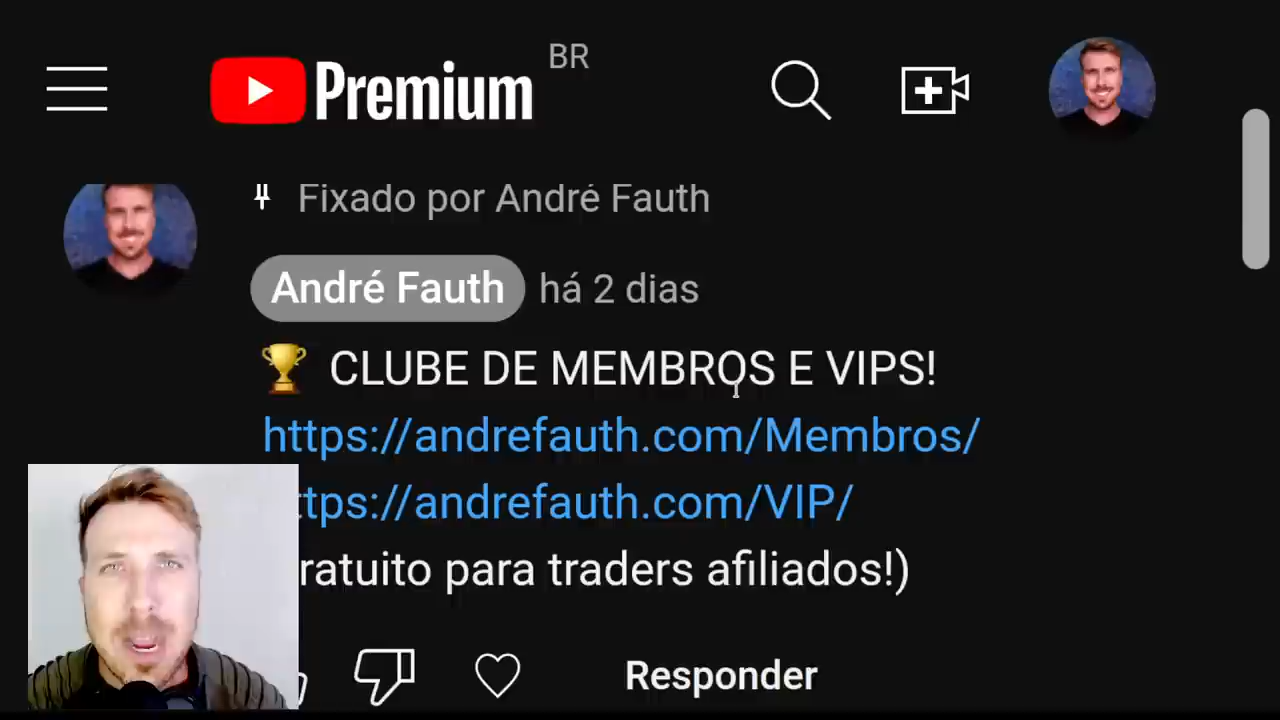 Premium BR
Fixado por André Fauth
André Fauth há 2 dias
🏆 CLUBE DE MEMBROS E VIPS!
https://andrefauth.com/Membros/
ttps://andrefauth.com/VIP/
ratuito para traders afiliados!)
Responder